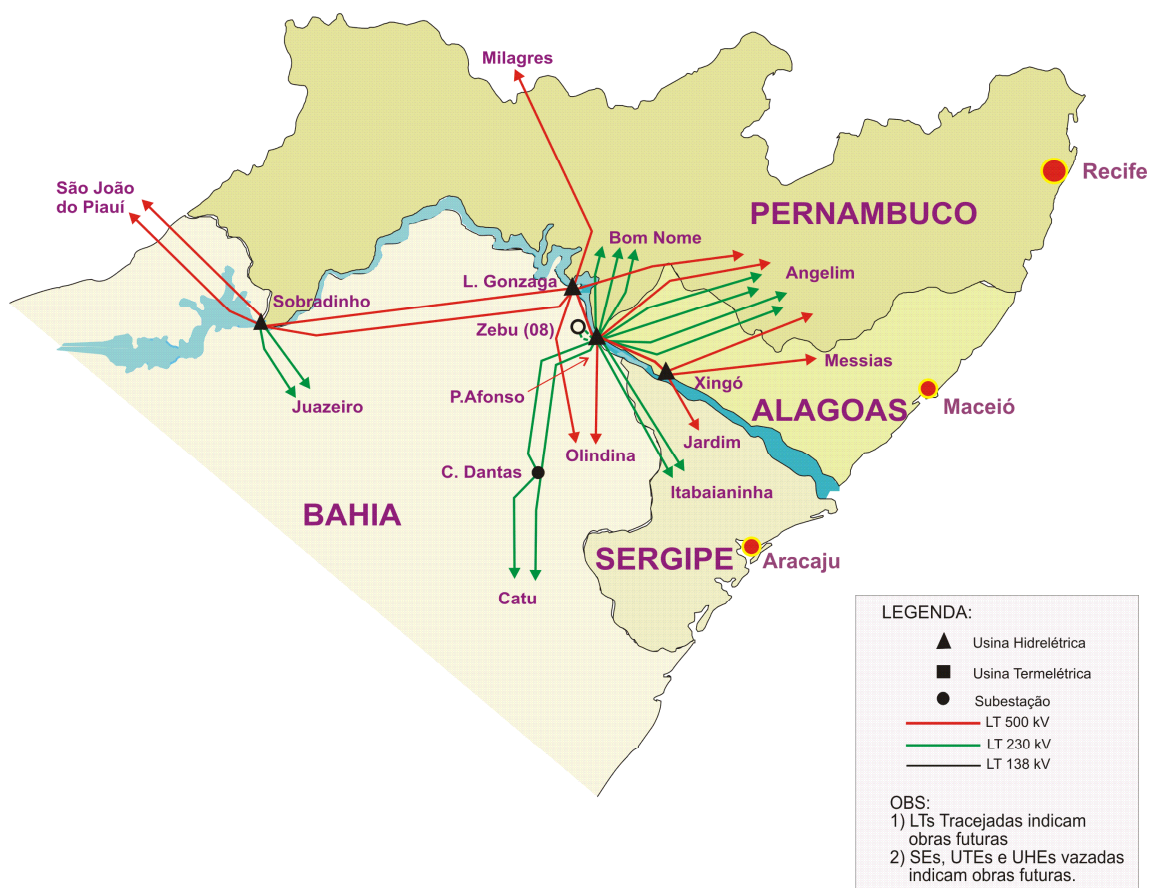 Milagres
Recife
São João
do Piauí
PERNAMBUCO
Bom Nome
Angelim
L. Gonzaga
Sobradinho
Zebu (08)
Messias
Xingó
P.Afonso
Juazeiro
ALAGOAS
Maceió
Jardim
Olindina
C. Dantas
Itabaianinha
BAHIA
SERGIPE
Aracaju
Catu
LEGENDA:
Usina Hidrelétrica
Usina Termelétrica
Subestação
LT 500 kV
LT 230 kV
LT 138 kV
OBS:
1) LTs Tracejadas indicam
obras futuras
2) SEs, UTEs e UHEs vazadas
indicam obras futuras.